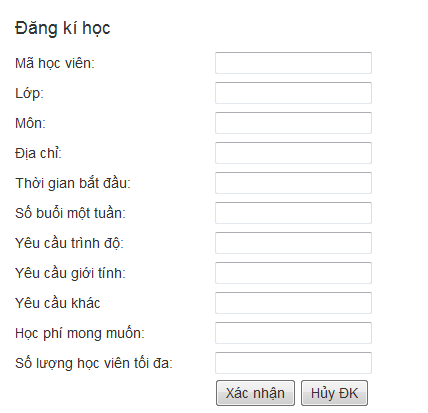 Đăng kí học
Mã học viên:
Lớp:
Môn:
Địa chỉ:
Thời gian bắt đầu:
Số buổi một tuần:
Yêu cầu trình độ:
Yêu cầu giới tính:
Yêu cầu khác
Học phí mong muốn:
Số lượng học viên tối đa:
Xác nhận Hủy ĐK